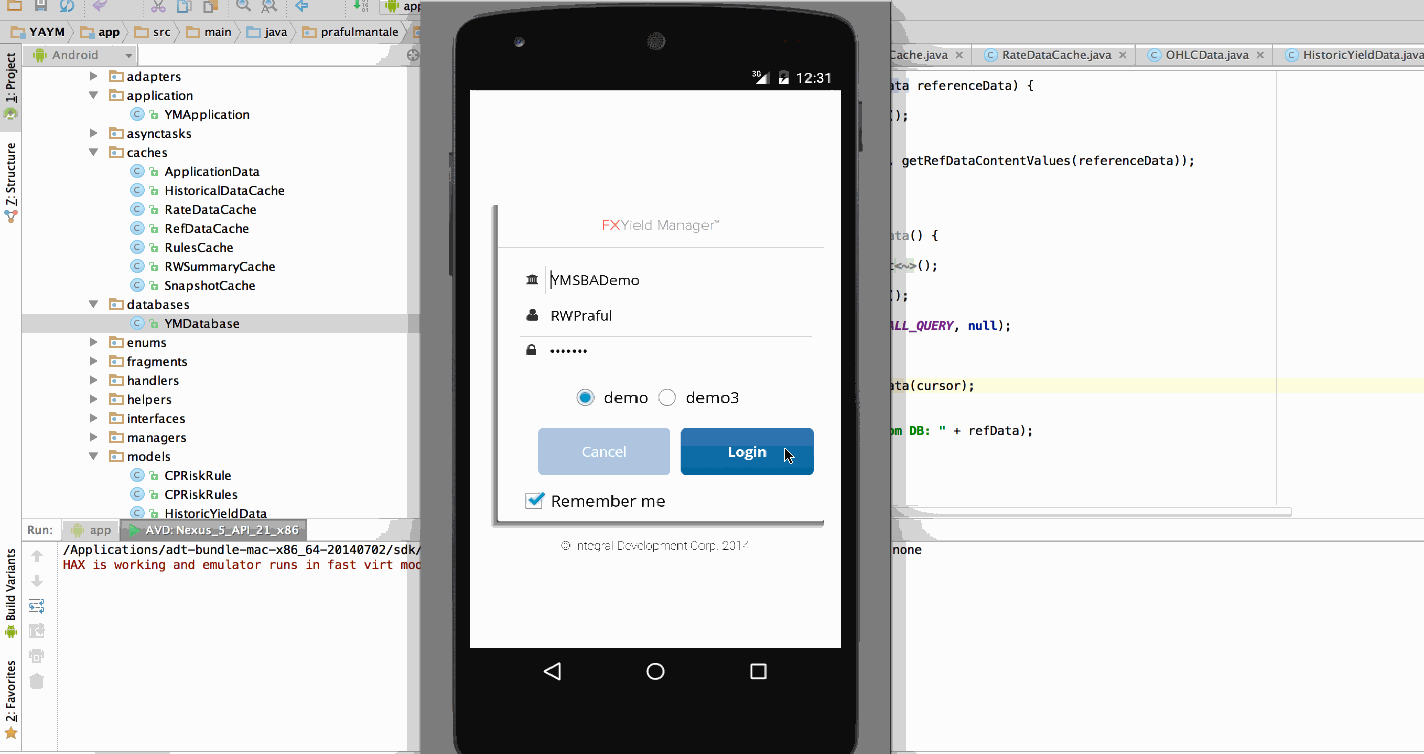 app
YAYM app src main java prafulmantale
Android
Cache.java RateDataCache.java OHLCData.java HistoricYieldData.java
1: Project
Z: Structure
Build Variants
2: Favorites
adapters
application
YMApplication
asynctasks
caches
ApplicationData
HistoricalDataCache
RateDataCache
RefDataCache
RulesCache
RWSummaryCache
SnapshotCache
databases
YMDatabase
enums
fragments
handlers
helpers
interfaces
managers
models
CPRiskRule
CPRiskRules
HistoricYieldData
3G 12:31
FXYield Manager™
YMSBADemo
RWPraful
•••••••
demo demo3
Cancel Login
Remember me
© Integral Development Corp. 2014
ata referenceData) {
();
, getRefDataContentValues(referenceData));
ata() {
t<~>();
();
ALL_QUERY, null);
ata(cursor);
om DB: " + refData);
Run: app AVD: Nexus_5_API_21_x86
/Applications/adt-bundle-mac-x86_64-20140702/sdk/ none
HAX is working and emulator runs in fast virt mod